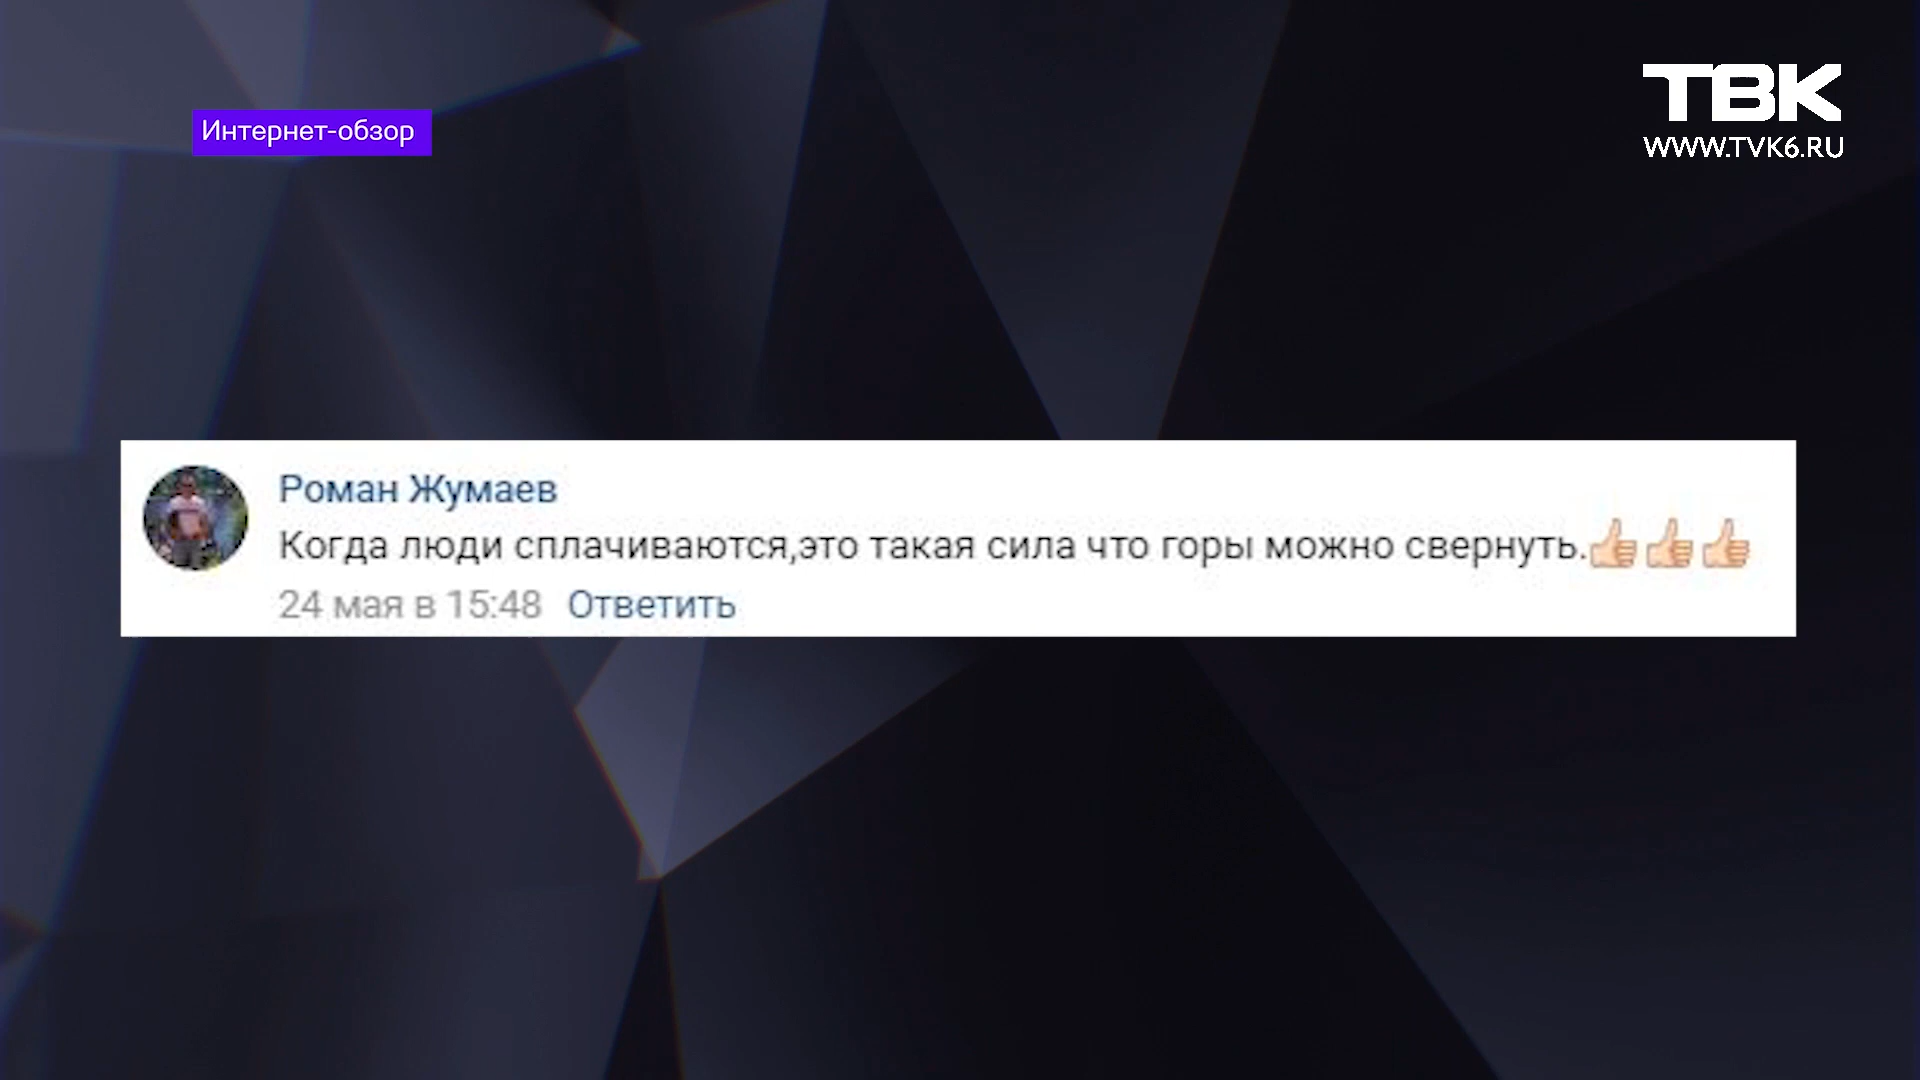 Интернет-обзор
ТВК
WWW.TVK6.RU
Роман Жумаев
Когда люди сплачиваются,это такая сила что горы можно свернуть.👍🏻👍🏻👍🏻
24 мая в 15:48 Ответить